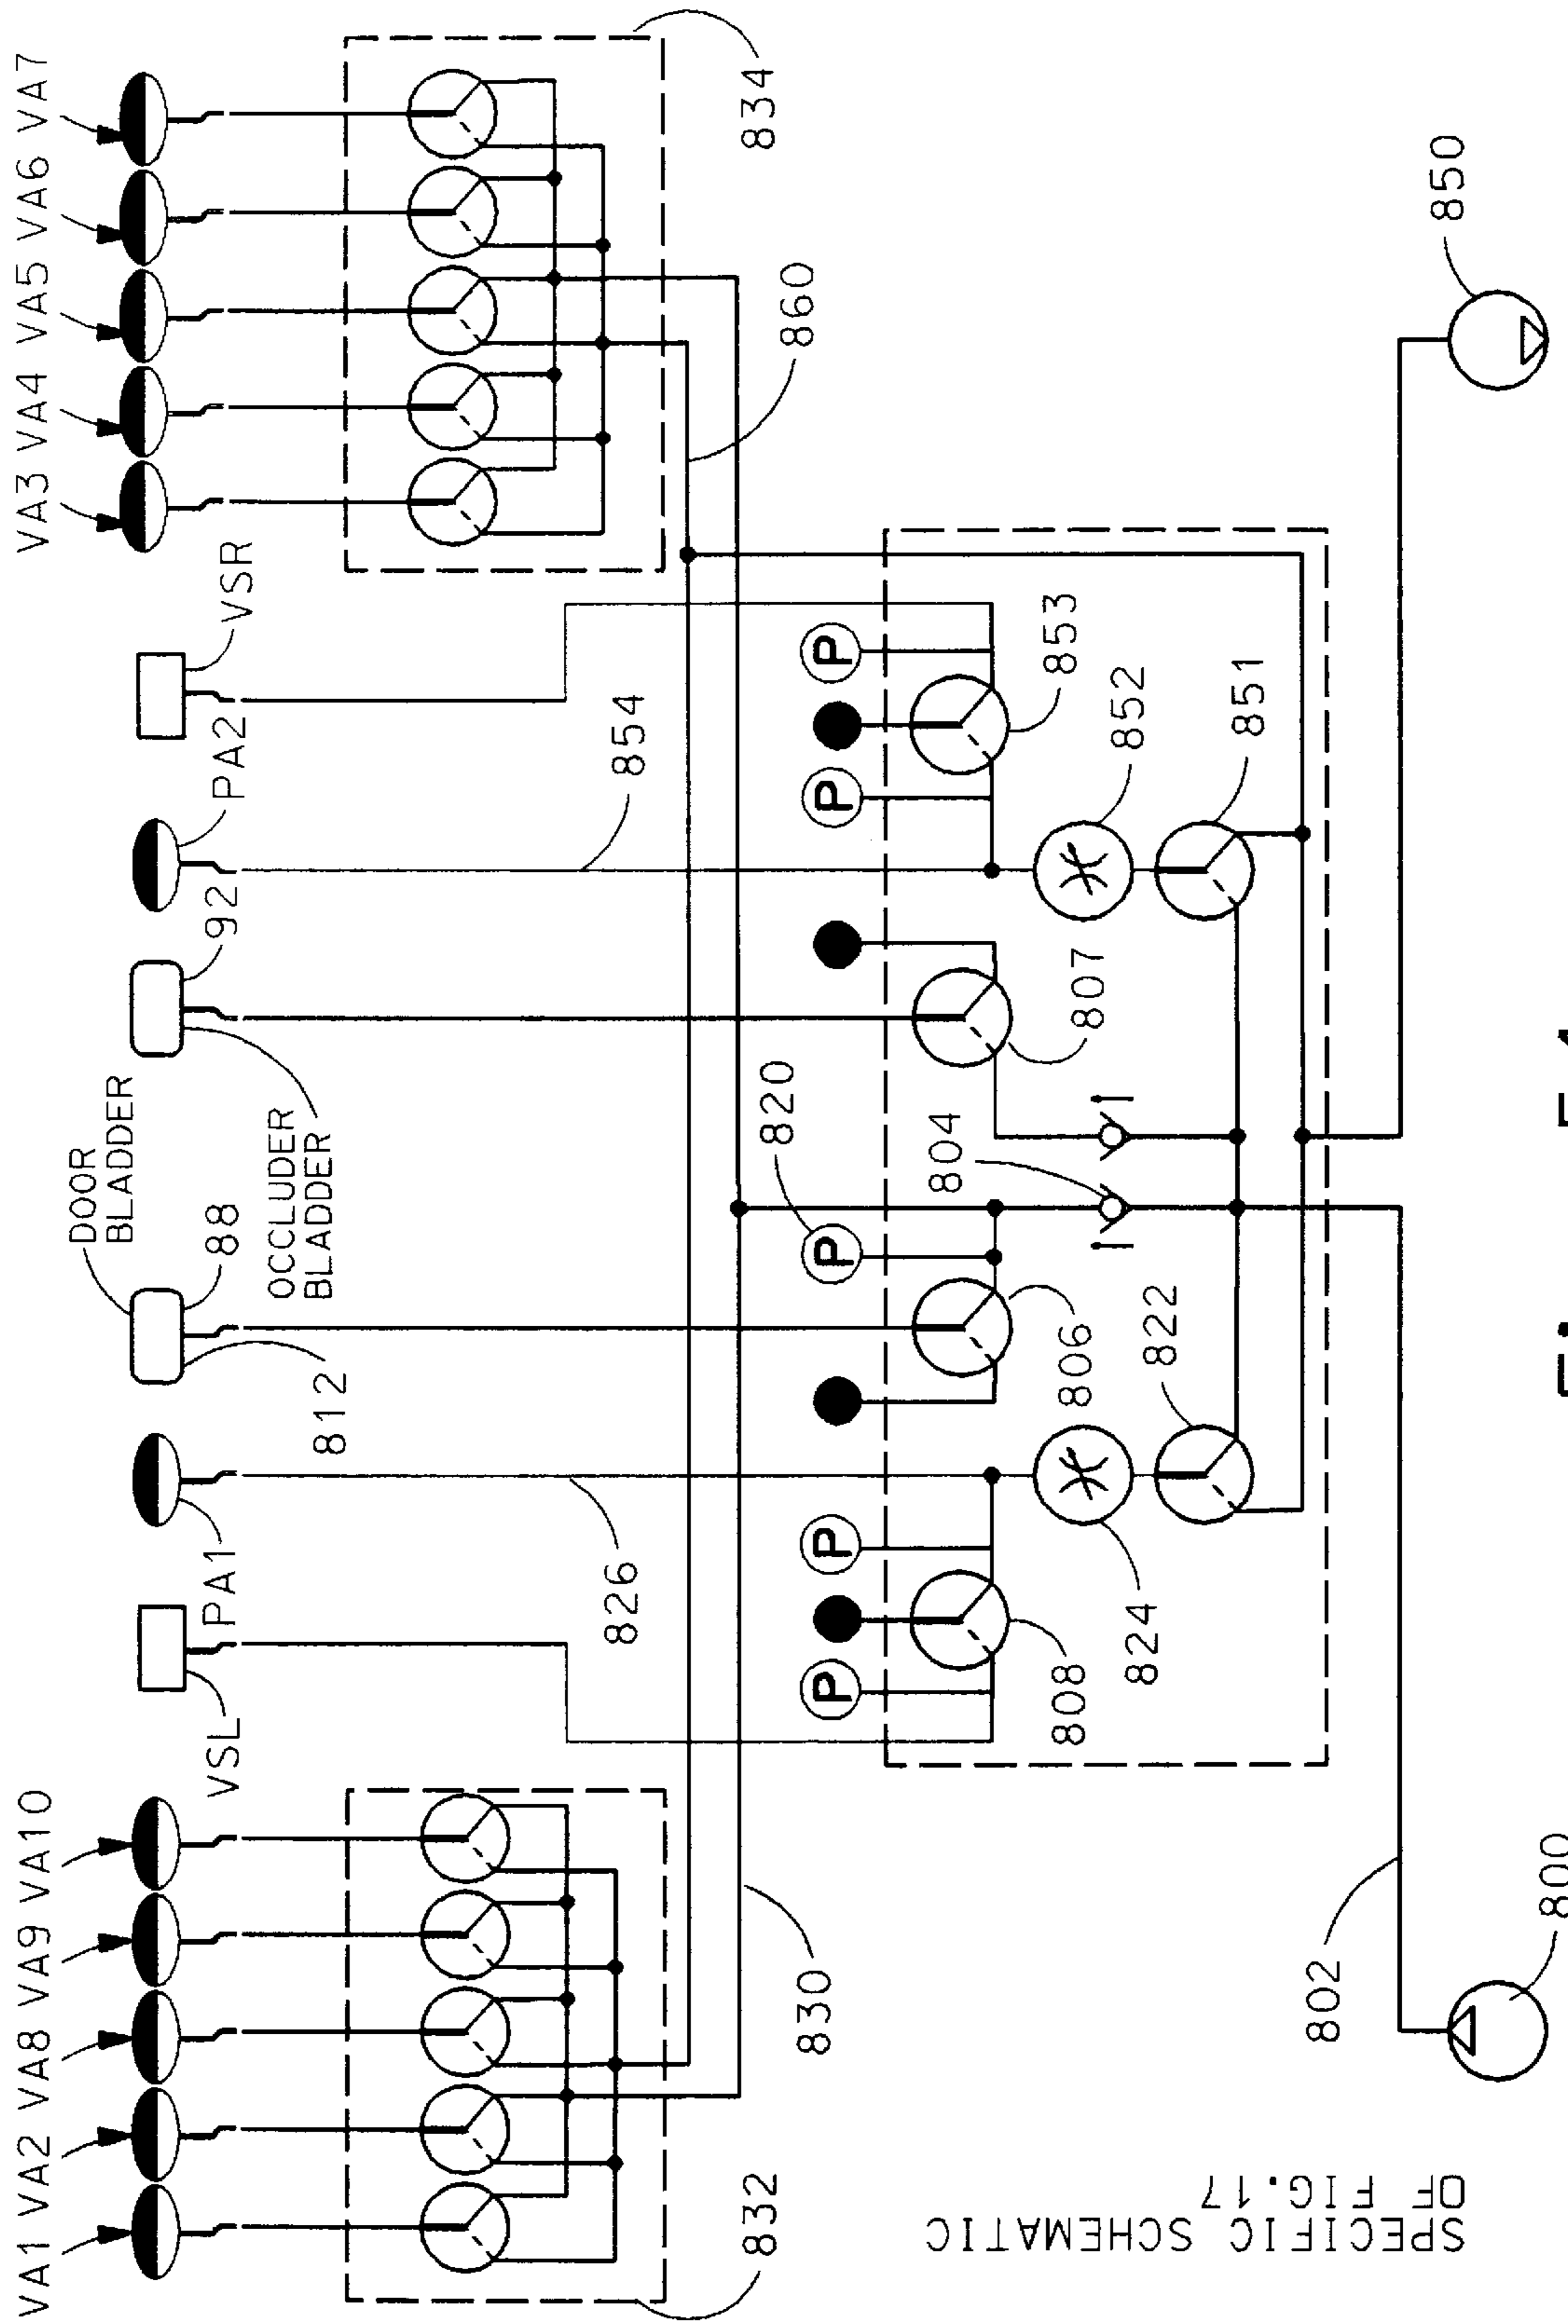 VA1 VA2 VA8 VA9 VA10
VSL
PA1
DOOR
BLADDER
88
812
OCCLUDER
BLADDER
92
PA2
VSR
VA3 VA4 VA5 VA6 VA7
832
830
826
854
860
834
P
P
P
820
P
P
808
824
806
822
804
807
852
853
851
802
800
850
SPECIFIC SCHEMATIC
OF FIG.17